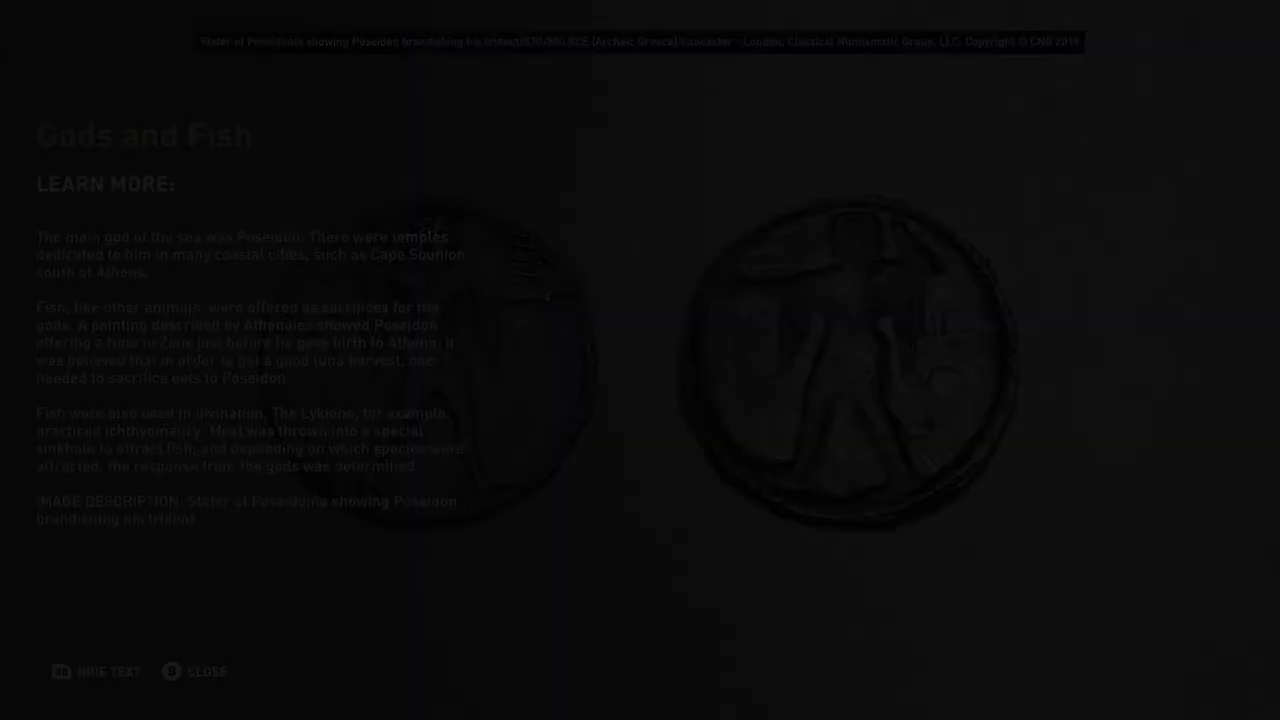 Stater of Poseidonia showing Poseidon brandishing his trident/530-500 BCE (Archaic Greece)/Lancaster - London, Classical Numismatic Group, LLC. Copyright © CNG 2019
Gods and Fish
LEARN MORE:
The main god of the sea was Poseidon. There were temples
dedicated to him in many coastal cities, such as Cape Sounion
south of Athens.
Fish, like other animals, were offered as sacrifices for the
gods. A painting described by Athenaios showed Poseidon
offering a tuna to Zeus just before he gave birth to Athena. It
was believed that in order to get a good tuna harvest, one
needed to sacrifice eels to Poseidon.
Fish were also used in divination. The Lykians, for example,
practiced ichthyomancy. Meat was thrown into a special
sinkhole to attract fish, and depending on which species were
attracted, the response from the gods was determined.
IMAGE DESCRIPTION: Stater of Poseidonia showing Poseidon
brandishing his trident
HIDE TEXT B CLOSE